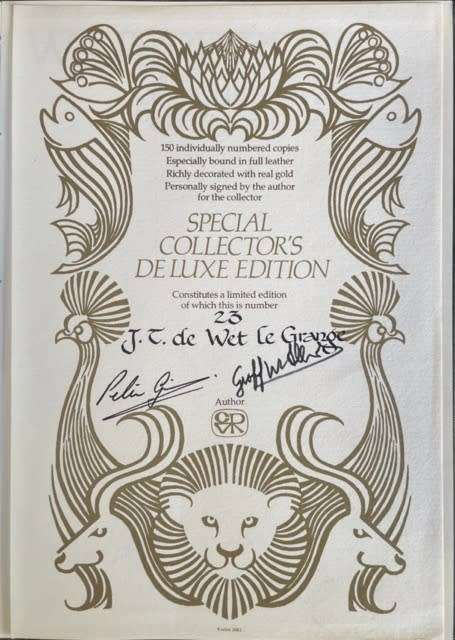 150 individually numbered copies
Especially bound in full leather
Richly decorated with real gold
Personally signed by the author
for the collector
SPECIAL
COLLECTOR'S
DE LUXE EDITION
Constitutes a limited edition
of which this is number
23
J. T. de Wet le Grange
Author